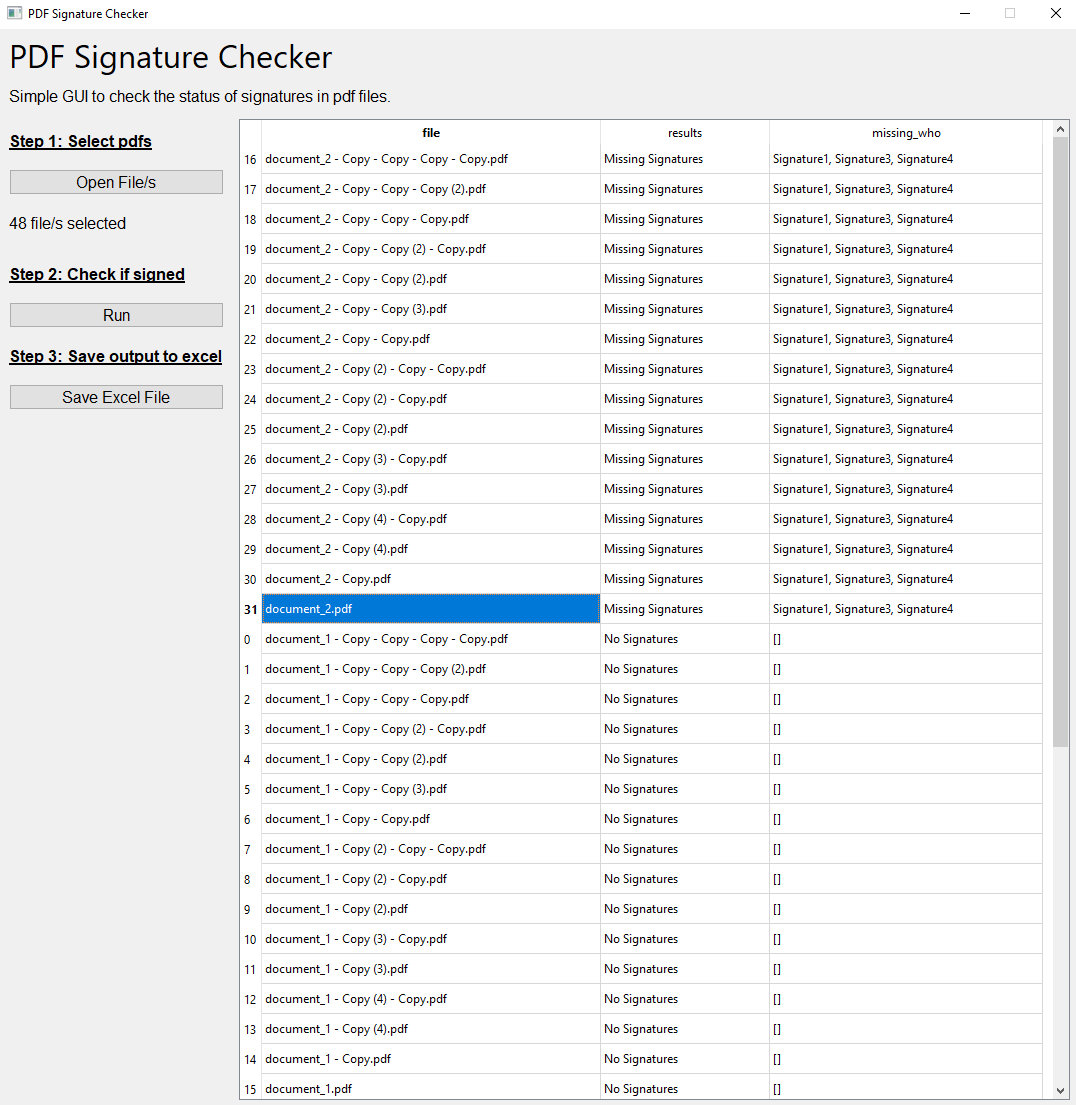 PDF Signature Checker
PDF Signature Checker
Simple GUI to check the status of signatures in pdf files.
Step 1: Select pdfs
Open File/s
48 file/s selected
Step 2: Check if signed
Run
Step 3: Save output to excel
Save Excel File
file results missing_who
16 document_2 - Copy - Copy - Copy - Copy.pdf Missing Signatures Signature1, Signature3, Signature4
17 document_2 - Copy - Copy - Copy (2).pdf Missing Signatures Signature1, Signature3, Signature4
18 document_2 - Copy - Copy - Copy.pdf Missing Signatures Signature1, Signature3, Signature4
19 document_2 - Copy - Copy (2) - Copy.pdf Missing Signatures Signature1, Signature3, Signature4
20 document_2 - Copy - Copy (2).pdf Missing Signatures Signature1, Signature3, Signature4
21 document_2 - Copy - Copy (3).pdf Missing Signatures Signature1, Signature3, Signature4
22 document_2 - Copy - Copy.pdf Missing Signatures Signature1, Signature3, Signature4
23 document_2 - Copy (2) - Copy - Copy.pdf Missing Signatures Signature1, Signature3, Signature4
24 document_2 - Copy (2) - Copy.pdf Missing Signatures Signature1, Signature3, Signature4
25 document_2 - Copy (2).pdf Missing Signatures Signature1, Signature3, Signature4
26 document_2 - Copy (3) - Copy.pdf Missing Signatures Signature1, Signature3, Signature4
27 document_2 - Copy (3).pdf Missing Signatures Signature1, Signature3, Signature4
28 document_2 - Copy (4) - Copy.pdf Missing Signatures Signature1, Signature3, Signature4
29 document_2 - Copy (4).pdf Missing Signatures Signature1, Signature3, Signature4
30 document_2 - Copy.pdf Missing Signatures Signature1, Signature3, Signature4
31 document_2.pdf Missing Signatures Signature1, Signature3, Signature4
0 document_1 - Copy - Copy - Copy - Copy.pdf No Signatures []
1 document_1 - Copy - Copy - Copy (2).pdf No Signatures []
2 document_1 - Copy - Copy - Copy.pdf No Signatures []
3 document_1 - Copy - Copy (2) - Copy.pdf No Signatures []
4 document_1 - Copy - Copy (2).pdf No Signatures []
5 document_1 - Copy - Copy (3).pdf No Signatures []
6 document_1 - Copy - Copy.pdf No Signatures []
7 document_1 - Copy (2) - Copy - Copy.pdf No Signatures []
8 document_1 - Copy (2) - Copy.pdf No Signatures []
9 document_1 - Copy (2).pdf No Signatures []
10 document_1 - Copy (3) - Copy.pdf No Signatures []
11 document_1 - Copy (3).pdf No Signatures []
12 document_1 - Copy (4) - Copy.pdf No Signatures []
13 document_1 - Copy (4).pdf No Signatures []
14 document_1 - Copy.pdf No Signatures []
15 document_1.pdf No Signatures []